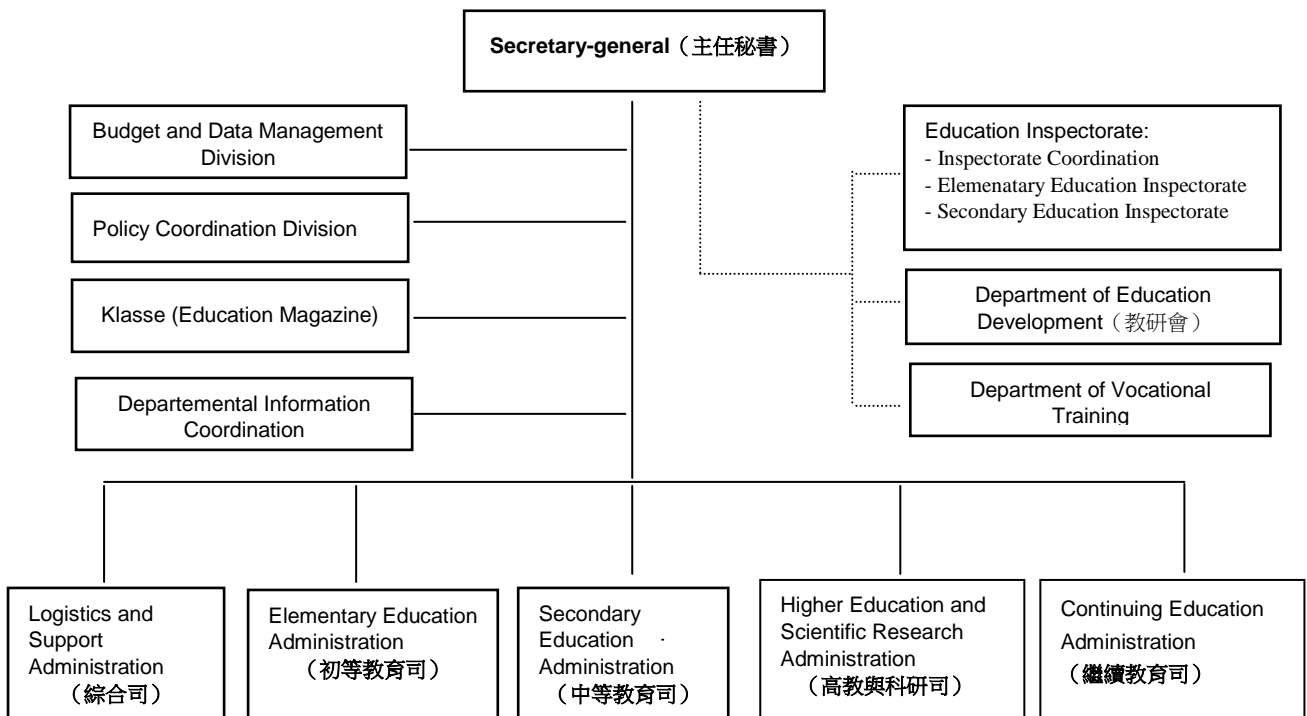 Secretary-general（主任秘書）
Budget and Data Management
Division
Policy Coordination Division
Klasse (Education Magazine)
Departemental Information
Coordination
Education Inspectorate:
- Inspectorate Coordination
- Elemenatary Education Inspectorate
- Secondary Education Inspectorate
Department of Education
Development（教研會）
Department of Vocational
Training
Logistics and
Support
Administration
（綜合司）
Elementary Education
Administration
（初等教育司）
Secondary
Education
Administration
（中等教育司）
Higher Education and
Scientific Research
Administration
（高教與科研司）
Continuing Education
Administration
（繼續教育司）